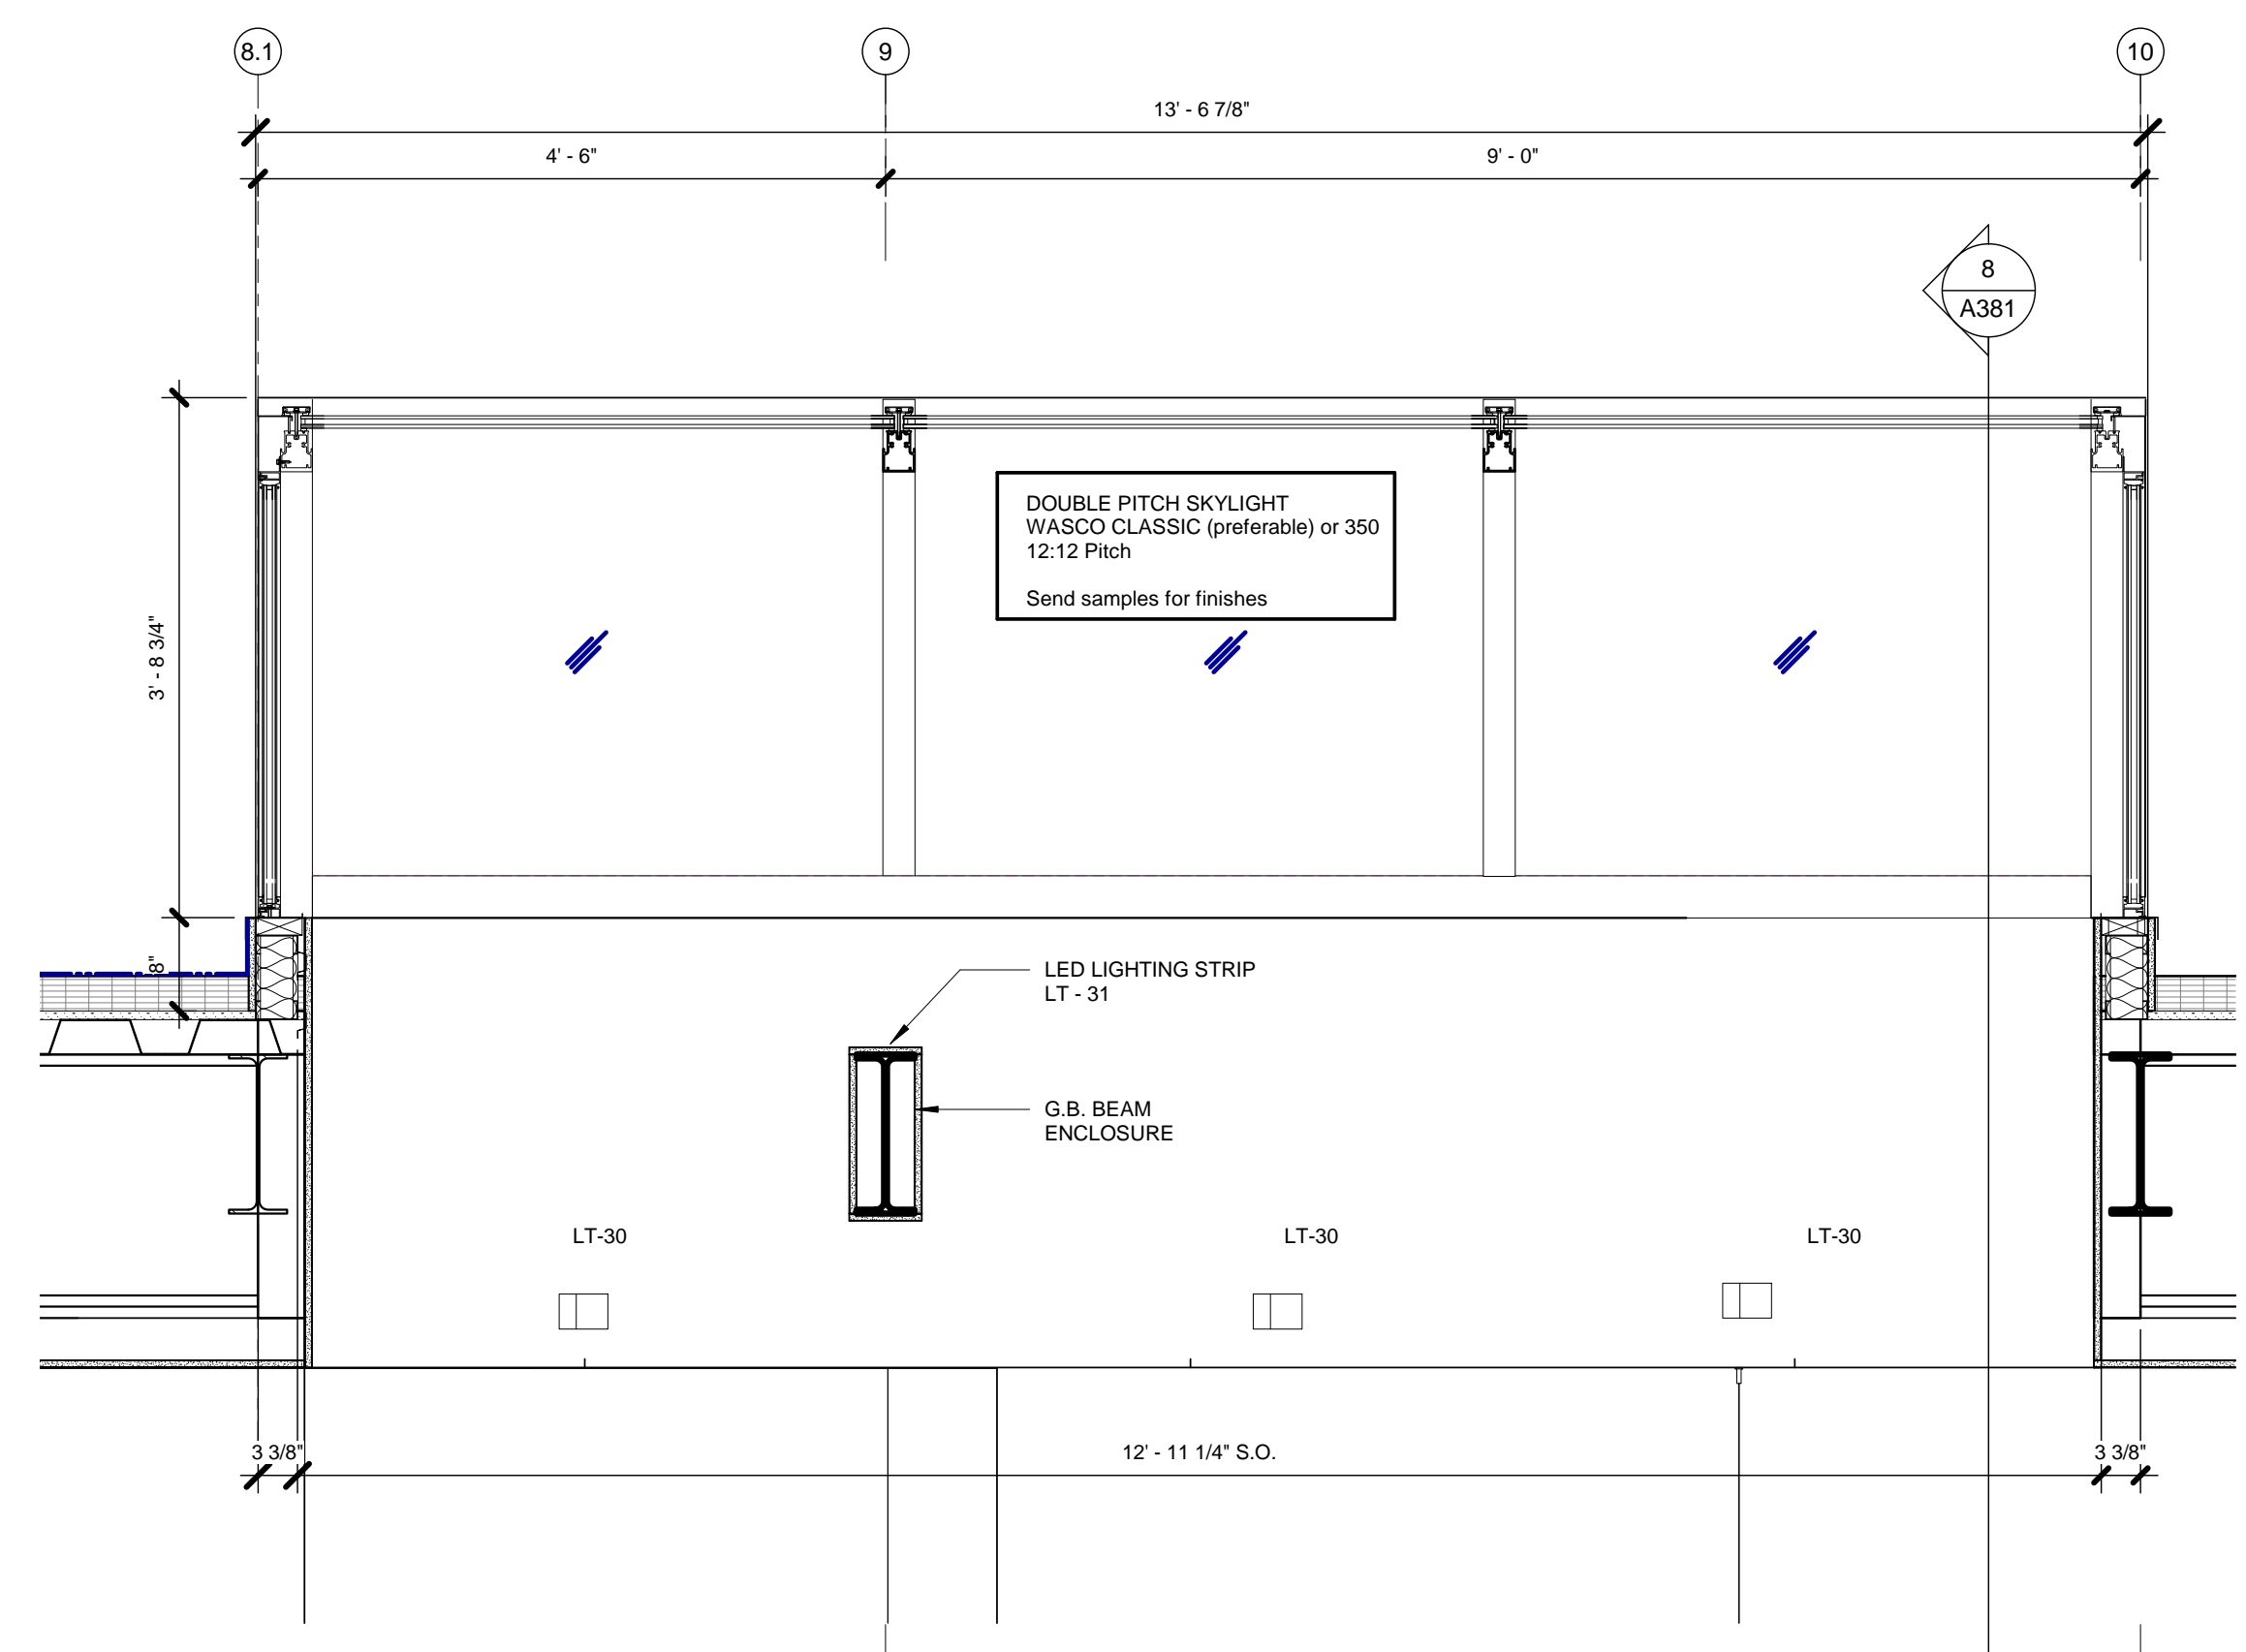 8.1
9
10
13' - 6 7/8"
4' - 6"
9' - 0"
8
A381
DOUBLE PITCH SKYLIGHT
WASCO CLASSIC (preferable) or 350
12:12 Pitch
Send samples for finishes
3' - 8 3/4"
8"
LED LIGHTING STRIP
LT - 31
G.B. BEAM
ENCLOSURE
LT-30
LT-30
LT-30
3 3/8"
12' - 11 1/4" S.O.
3 3/8"